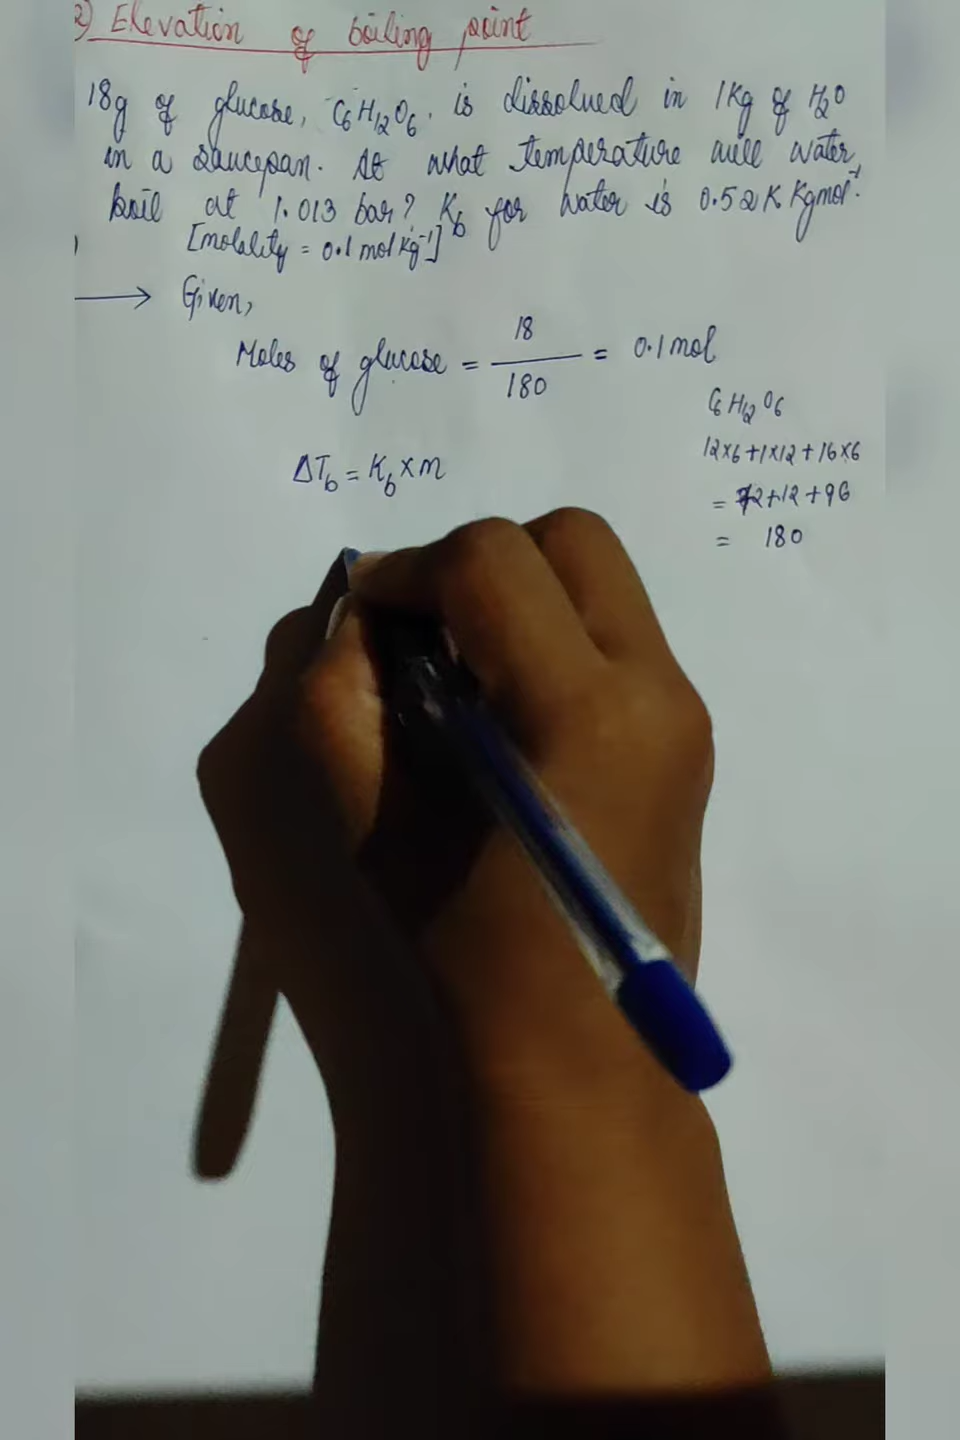 2) Elevation of boiling point
18g of glucose, C6H12O6, is dissolved in 1Kg of H2O
in a saucepan. At what temperature will water
boil at 1.013 bar? Kb for water is 0.52 K Kgmol⁻¹.
[molality = 0.1 mol kg⁻¹]
→ Given,
Moles of glucose = 18/180 = 0.1 mol
C6H12O6
12×6+1×12+16×6
= 72+12+96
= 180
ΔTb = Kb × m